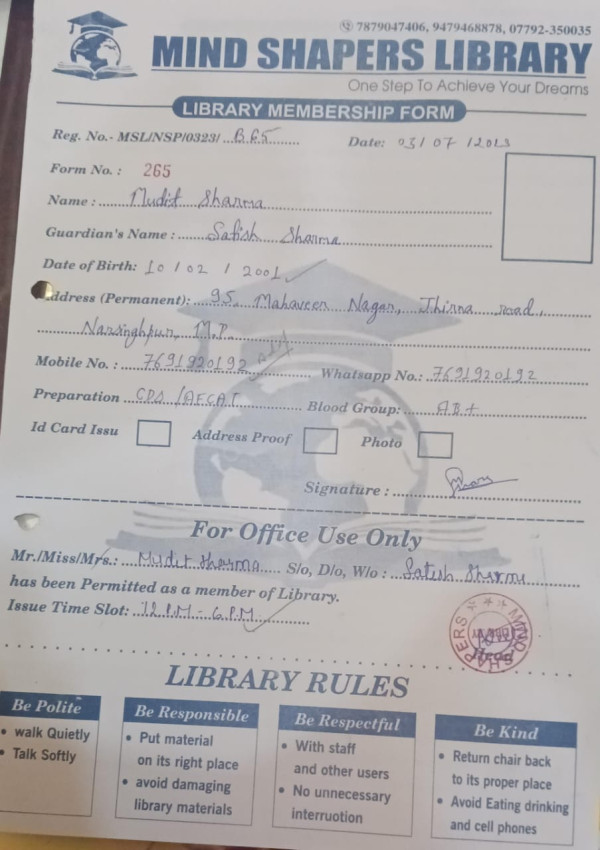 7879047406, 9479468878, 07792-350035
MIND SHAPERS LIBRARY
One Step To Achieve Your Dreams
LIBRARY MEMBERSHIP FORM
Reg. No.- MSL/NSP/0323/ B65 Date: 03/07/2023
Form No.: 265
Name: Mudit Sharma
Guardian's Name: Satish Sharma
Date of Birth: 10/02/2001
Address (Permanent): 95, Mahaveer Nagar, Jhirna road,
Narsinghpur, M.P.
Mobile No.: 7691920192 Whatsapp No.: 7691920192
Preparation CDS/AFCAT Blood Group: AB+
Id Card Issu Address Proof Photo
Signature:
For Office Use Only
Mr./Miss/Mrs.: Mudit Sharma S/o, D/o, W/o: Satish Sharma
has been Permitted as a member of Library.
Issue Time Slot: 12 P.M - 6 P.M
MIND SHAPERS
LIBRARY RULES
Be Polite
• walk Quietly
• Talk Softly
Be Responsible
• Put material
on its right place
• avoid damaging
library materials
Be Respectful
• With staff
and other users
• No unnecessary
interruotion
Be Kind
• Return chair back
to its proper place
• Avoid Eating drinking
and cell phones